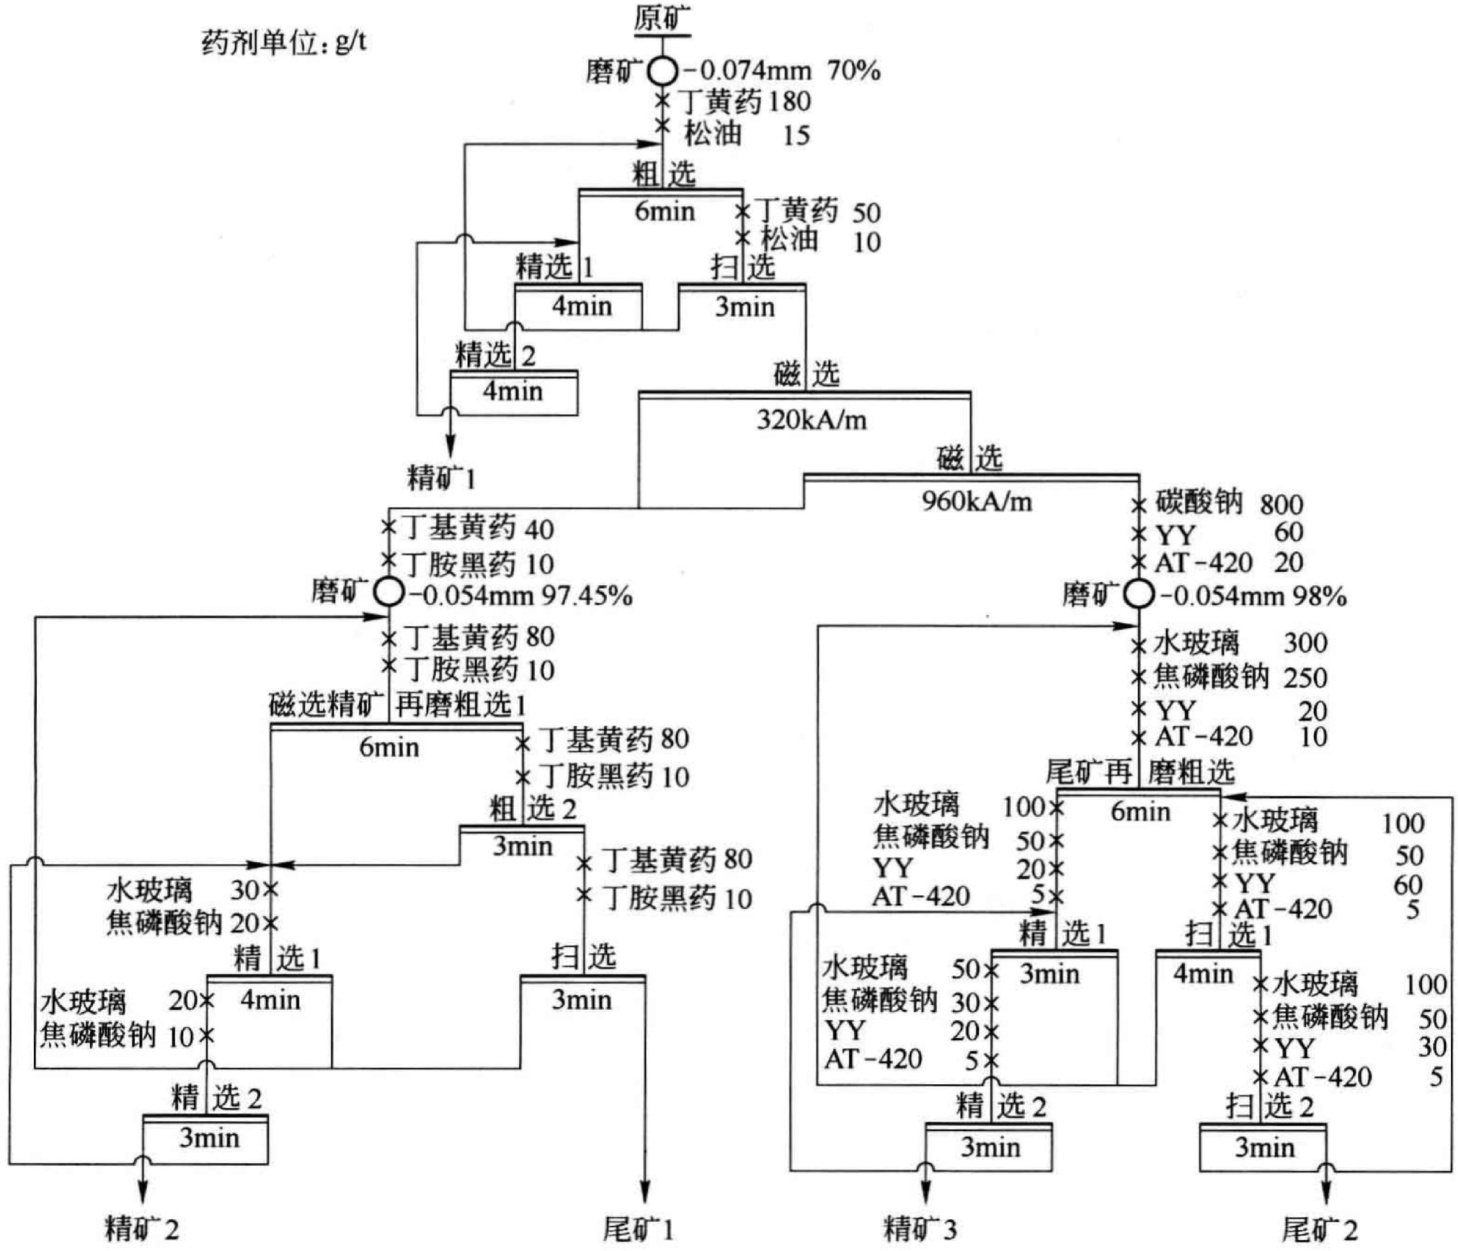 原矿
药剂单位:g/t
磨矿 -0.074mm 70%
丁黄药 180
松油 15
粗选
6min
丁黄药 50
松油 10
精选1
4min
扫选
3min
精选2
4min
精矿1
磁选
320kA/m
磁选
960kA/m
丁基黄药 40
丁胺黑药 10
磨矿 -0.054mm 97.45%
丁基黄药 80
丁胺黑药 10
磁选精矿再磨粗选1
6min
丁基黄药 80
丁胺黑药 10
粗选2
3min
丁基黄药 80
丁胺黑药 10
水玻璃 30
焦磷酸钠 20
精选1
4min
扫选
3min
水玻璃 20
焦磷酸钠 10
精选2
3min
精矿2
尾矿1
碳酸钠 800
YY 60
AT-420 20
磨矿 -0.054mm 98%
水玻璃 300
焦磷酸钠 250
YY 20
AT-420 10
尾矿再磨粗选
6min
水玻璃 100
焦磷酸钠 50
YY 20
AT-420 5
水玻璃 100
焦磷酸钠 50
YY 60
AT-420 5
精选1
3min
扫选1
4min
水玻璃 50
焦磷酸钠 30
YY 20
AT-420 5
水玻璃 100
焦磷酸钠 50
YY 30
AT-420 5
精选2
3min
扫选2
3min
精矿3
尾矿2